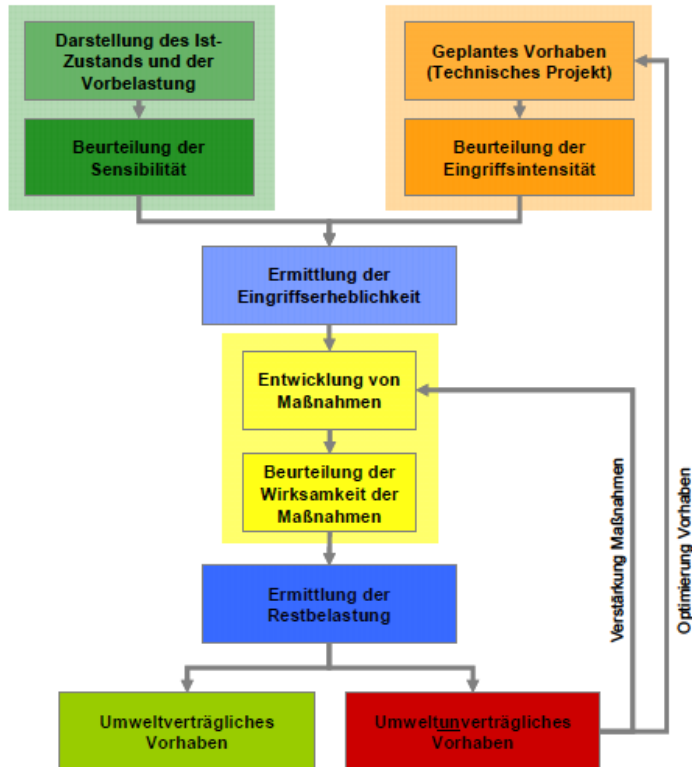 Darstellung des Ist-
Zustands und der
Vorbelastung
Geplantes Vorhaben
(Technisches Projekt)
Beurteilung der
Sensibilität
Beurteilung der
Eingriffsintensität
Ermittlung der
Eingriffserheblichkeit
Entwicklung von
Maßnahmen
Beurteilung der
Wirksamkeit der
Maßnahmen
Ermittlung der
Restbelastung
Umweltverträgliches
Vorhaben
Umweltunverträgliches
Vorhaben
Verstärkung Maßnahmen
Optimierung Vorhaben